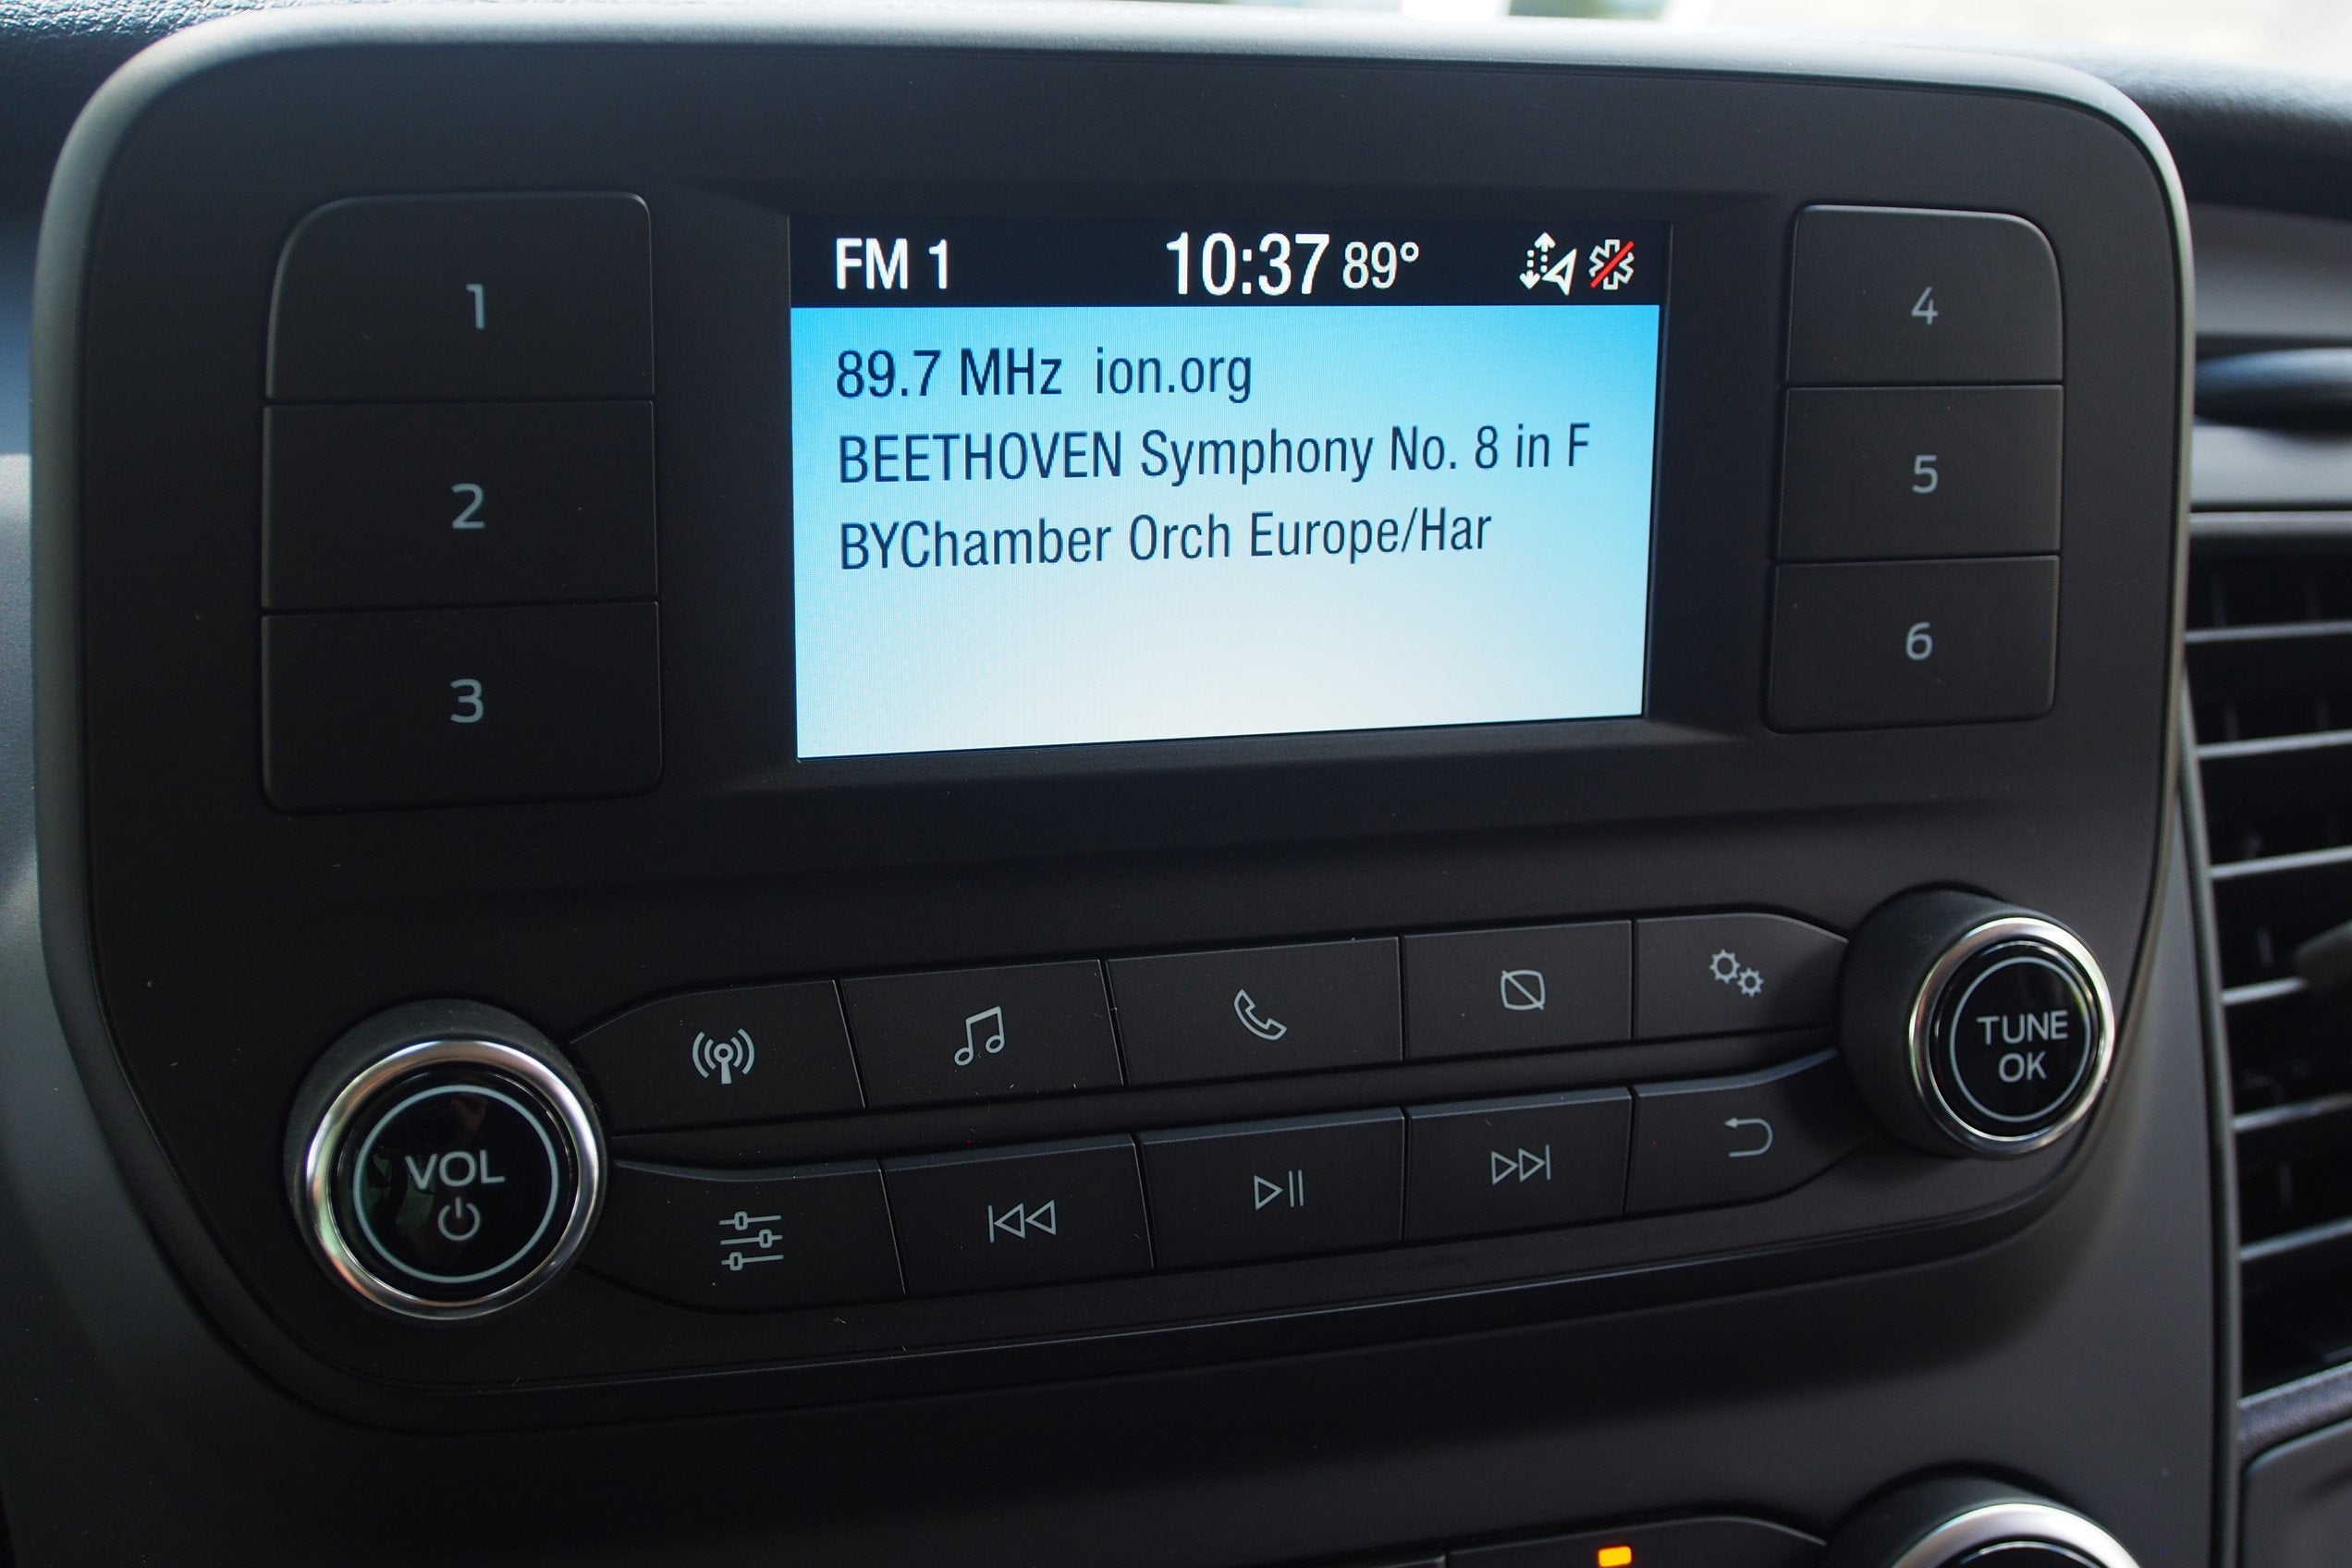 FM 1 10:37 89°
89.7 MHz ion.org
BEETHOVEN Symphony No. 8 in F
BYChamber Orch Europe/Har
1
2
3
4
5
6
VOL
TUNE
OK